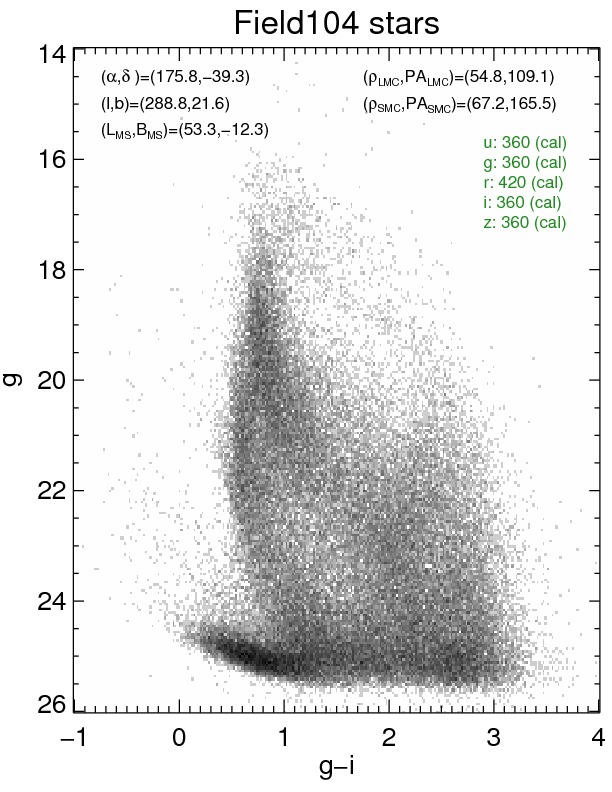 Field104 stars
(α,δ )=(175.8,−39.3)
(ρLMC,PALMC)=(54.8,109.1)
(l,b)=(288.8,21.6)
(ρSMC,PASMC)=(67.2,165.5)
(LMS,BMS)=(53.3,−12.3)
u: 360 (cal)
g: 360 (cal)
r: 420 (cal)
i: 360 (cal)
z: 360 (cal)
14
16
18
20
22
24
26
g
−1 0 1 2 3 4
g−i